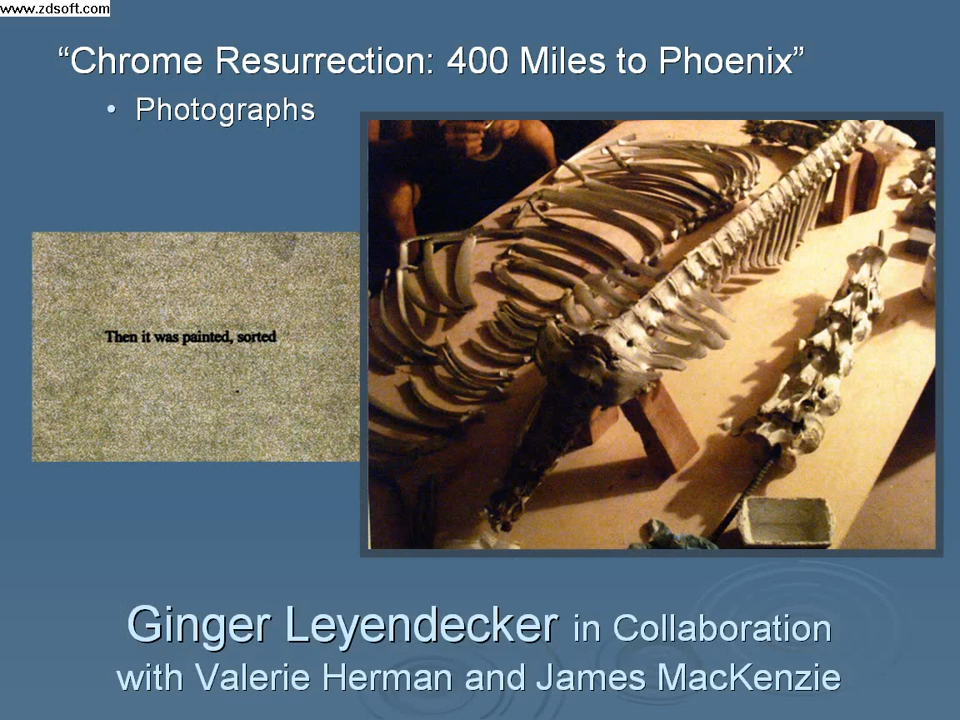 www.zdsoft.com
“Chrome Resurrection: 400 Miles to Phoenix”
• Photographs
Then it was painted, sorted
Ginger Leyendecker in Collaboration
with Valerie Herman and James MacKenzie